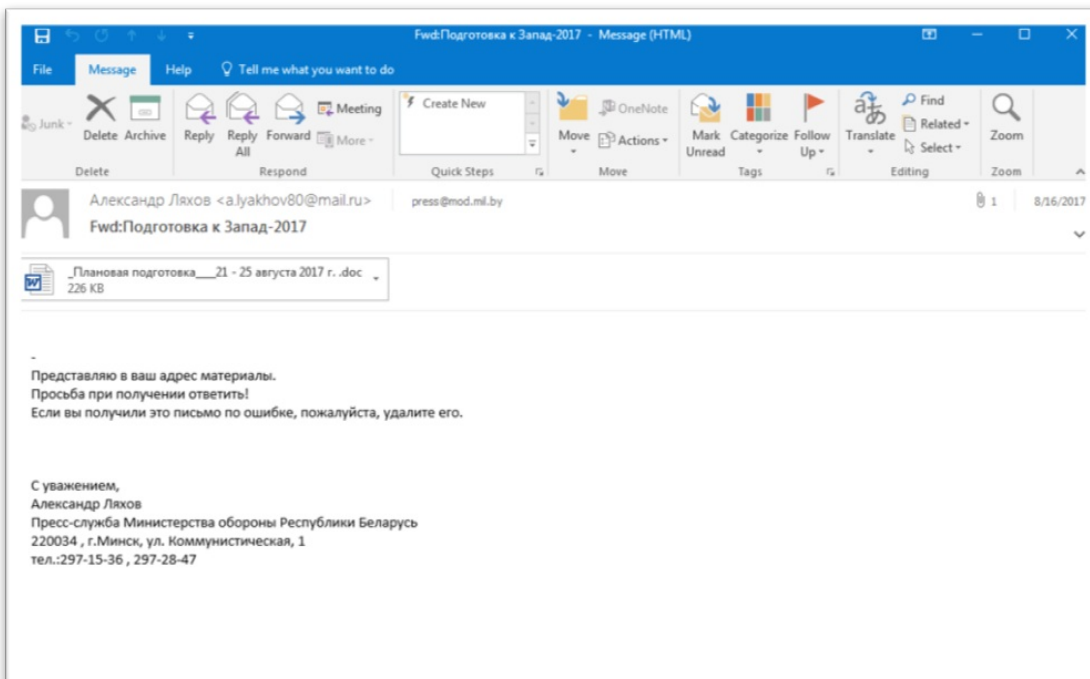 Fwd:Подготовка к Запад-2017 - Message (HTML)
File Message Help Tell me what you want to do
Junk
Delete Archive
Reply Reply All Forward
Meeting
More
Create New
Move
OneNote
Actions
Mark Unread
Categorize Follow Up
Translate
Find
Related
Select
Zoom
Delete Respond Quick Steps Move Tags Editing Zoom
Александр Ляхов <a.lyakhov80@mail.ru> press@mod.mil.by 1 8/16/2017
Fwd:Подготовка к Запад-2017
_Плановая подготовка___21 - 25 августа 2017 г. .doc
226 KB
-
Представляю в ваш адрес материалы.
Просьба при получении ответить!
Если вы получили это письмо по ошибке, пожалуйста, удалите его.
С уважением,
Александр Ляхов
Пресс-служба Министерства обороны Республики Беларусь
220034 , г.Минск, ул. Коммунистическая, 1
тел.:297-15-36 , 297-28-47